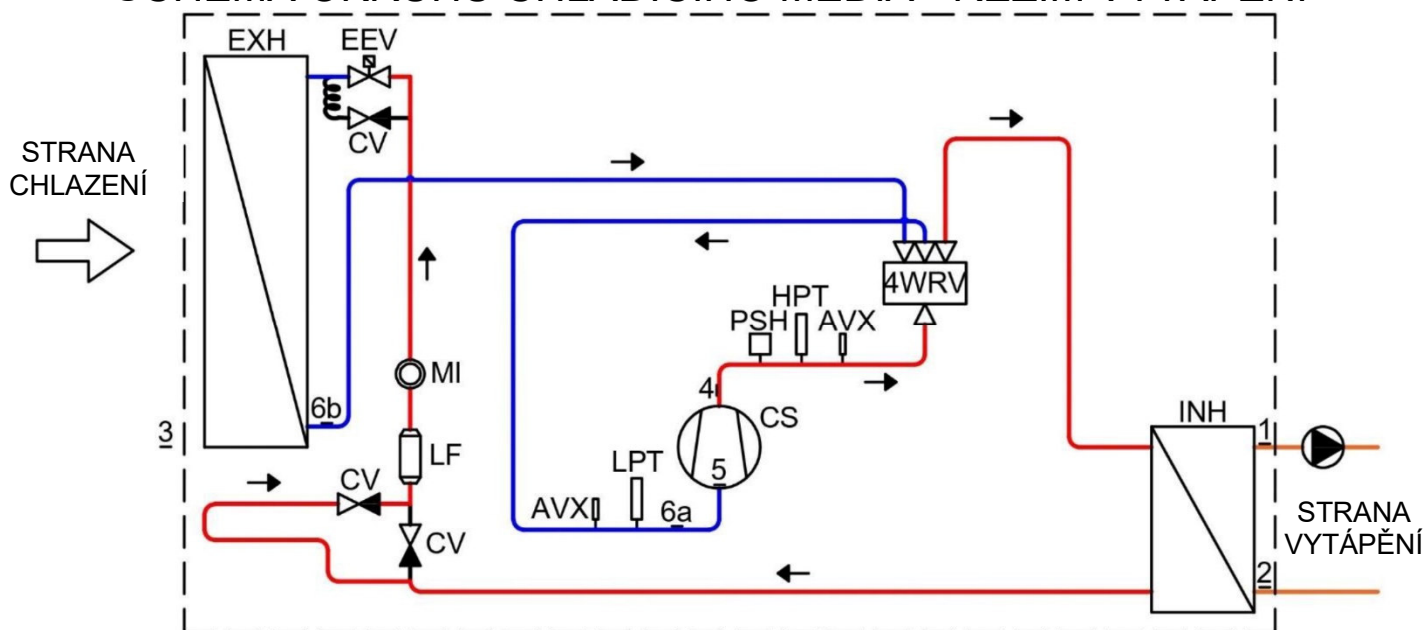 EXH
EEV
CV
STRANA
CHLAZENÍ
4WRV
HPT
PSH
AVX
MI
4
CS
6b
INH
1
3
LF
LPT
5
CV
AVX
6a
STRANA
VYTÁPĚNÍ
CV
2